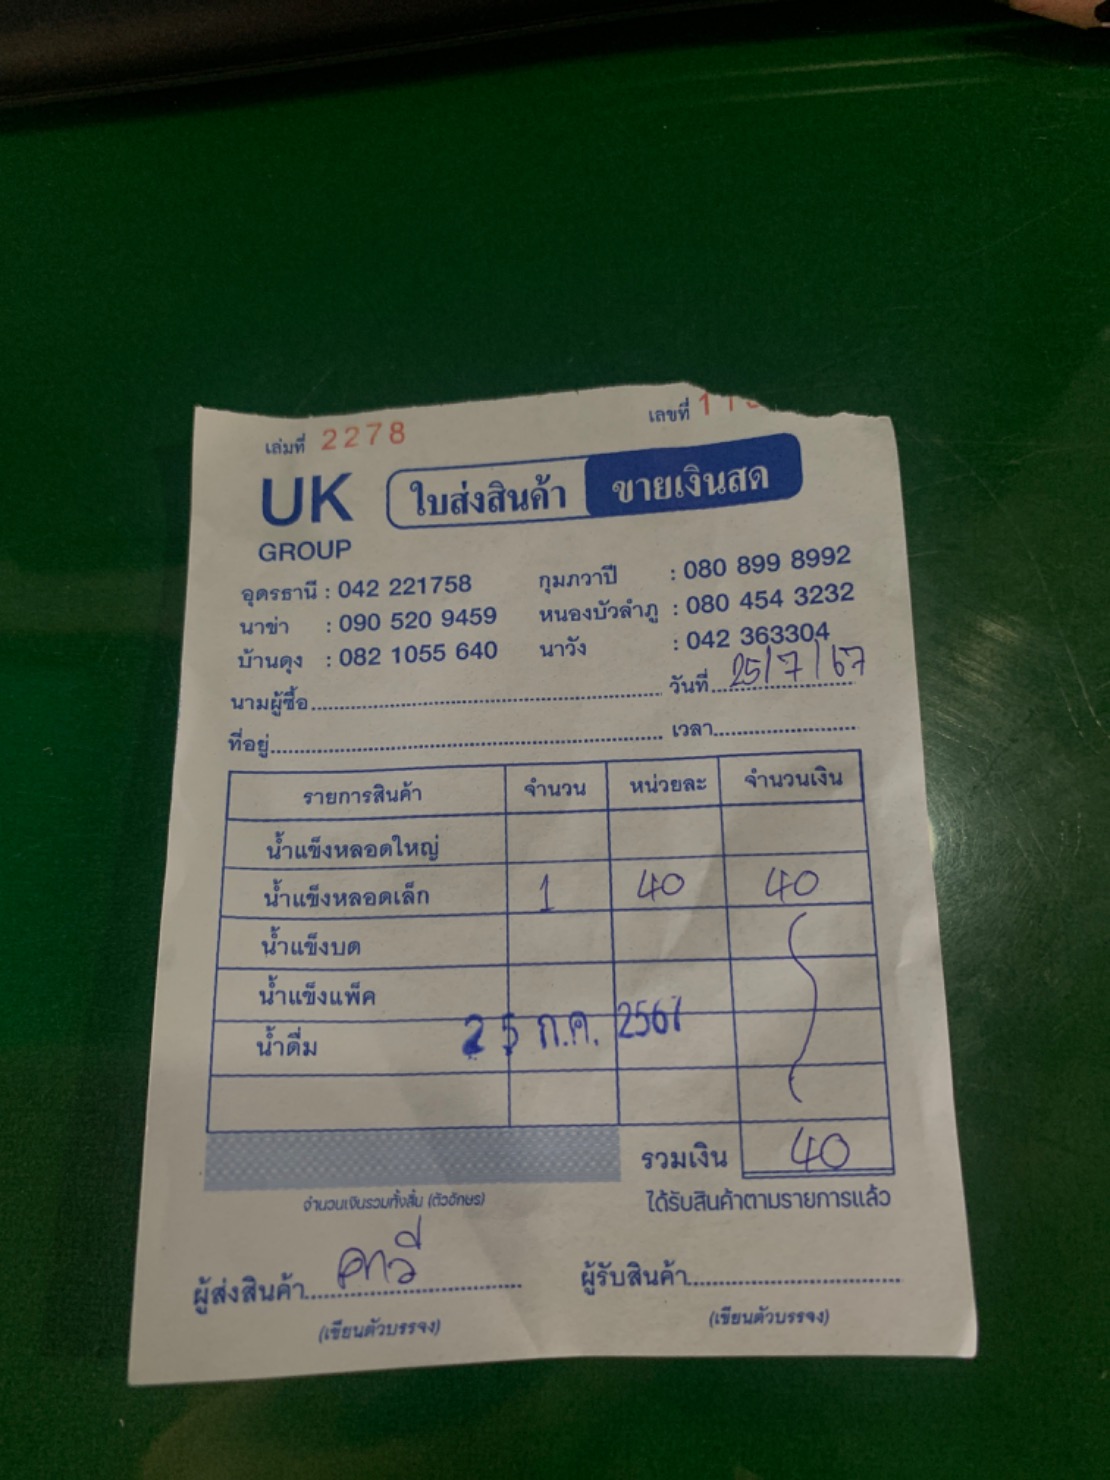 เล่มที่ 2278 เลขที่
UK ใบส่งสินค้า ขายเงินสด
GROUP
อุดรธานี : 042 221758 กุมภวาปี : 080 899 8992
นาข่า : 090 520 9459 หนองบัวลำภู : 080 454 3232
บ้านดุง : 082 1055 640 นาวัง : 042 363304
นามผู้ซื้อ วันที่ 25/7/67
ที่อยู่ เวลา
รายการสินค้า จำนวน หน่วยละ จำนวนเงิน
น้ำแข็งหลอดใหญ่
น้ำแข็งหลอดเล็ก 1 40 40
น้ำแข็งบด
น้ำแข็งแพ็ค
น้ำดื่ม 25 ก.ค. 2567
รวมเงิน 40
จำนวนเงินรวมทั้งสิ้น (ตัวอักษร) ได้รับสินค้าตามรายการแล้ว
ผู้ส่งสินค้า ผู้รับสินค้า
(เขียนตัวบรรจง) (เขียนตัวบรรจง)